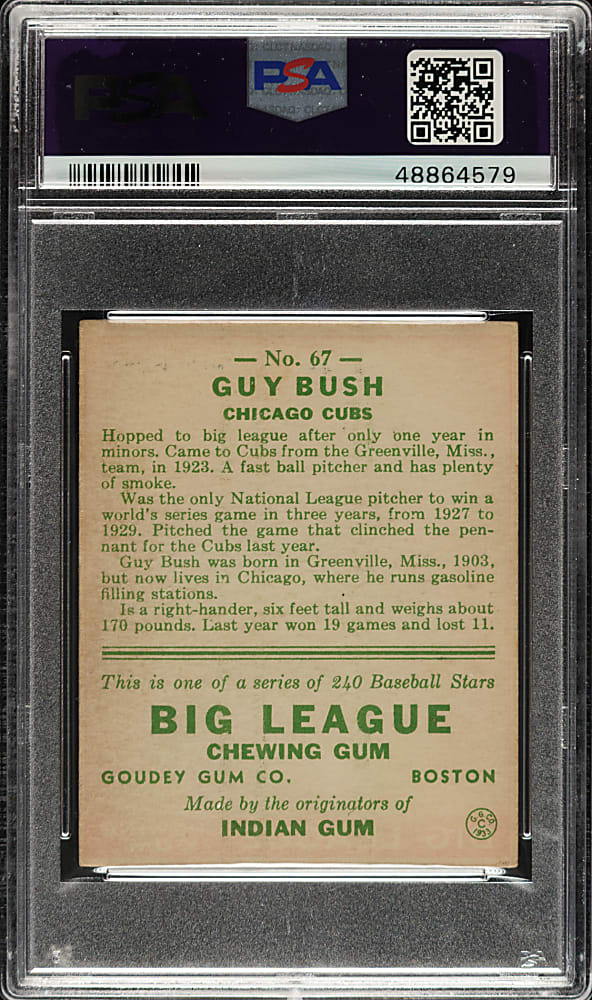 PSA
PSA
48864579
— No. 67 —
GUY BUSH
CHICAGO CUBS
Hopped to big league after only one year in
minors. Came to Cubs from the Greenville, Miss.,
team, in 1923. A fast ball pitcher and has plenty
of smoke.
Was the only National League pitcher to win a
world's series game in three years, from 1927 to
1929. Pitched the game that clinched the pen-
nant for the Cubs last year.
Guy Bush was born in Greenville, Miss., 1903,
but now lives in Chicago, where he runs gasoline
filling stations.
Is a right-hander, six feet tall and weighs about
170 pounds. Last year won 19 games and lost 11.
This is one of a series of 240 Baseball Stars
BIG LEAGUE
CHEWING GUM
GOUDEY GUM CO. BOSTON
Made by the originators of
INDIAN GUM
G.G.CO.
C
1933